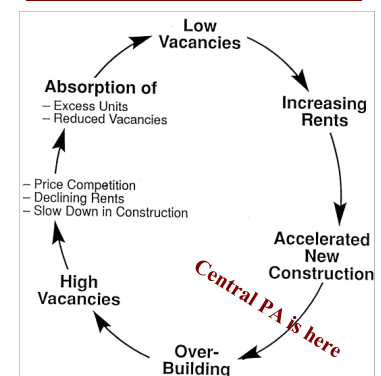 Low
Vacancies
Increasing
Rents
Accelerated
New
Construction
Central PA is here
Over-
Building
High
Vacancies
– Price Competition
– Declining Rents
– Slow Down in Construction
Absorption of
– Excess Units
– Reduced Vacancies